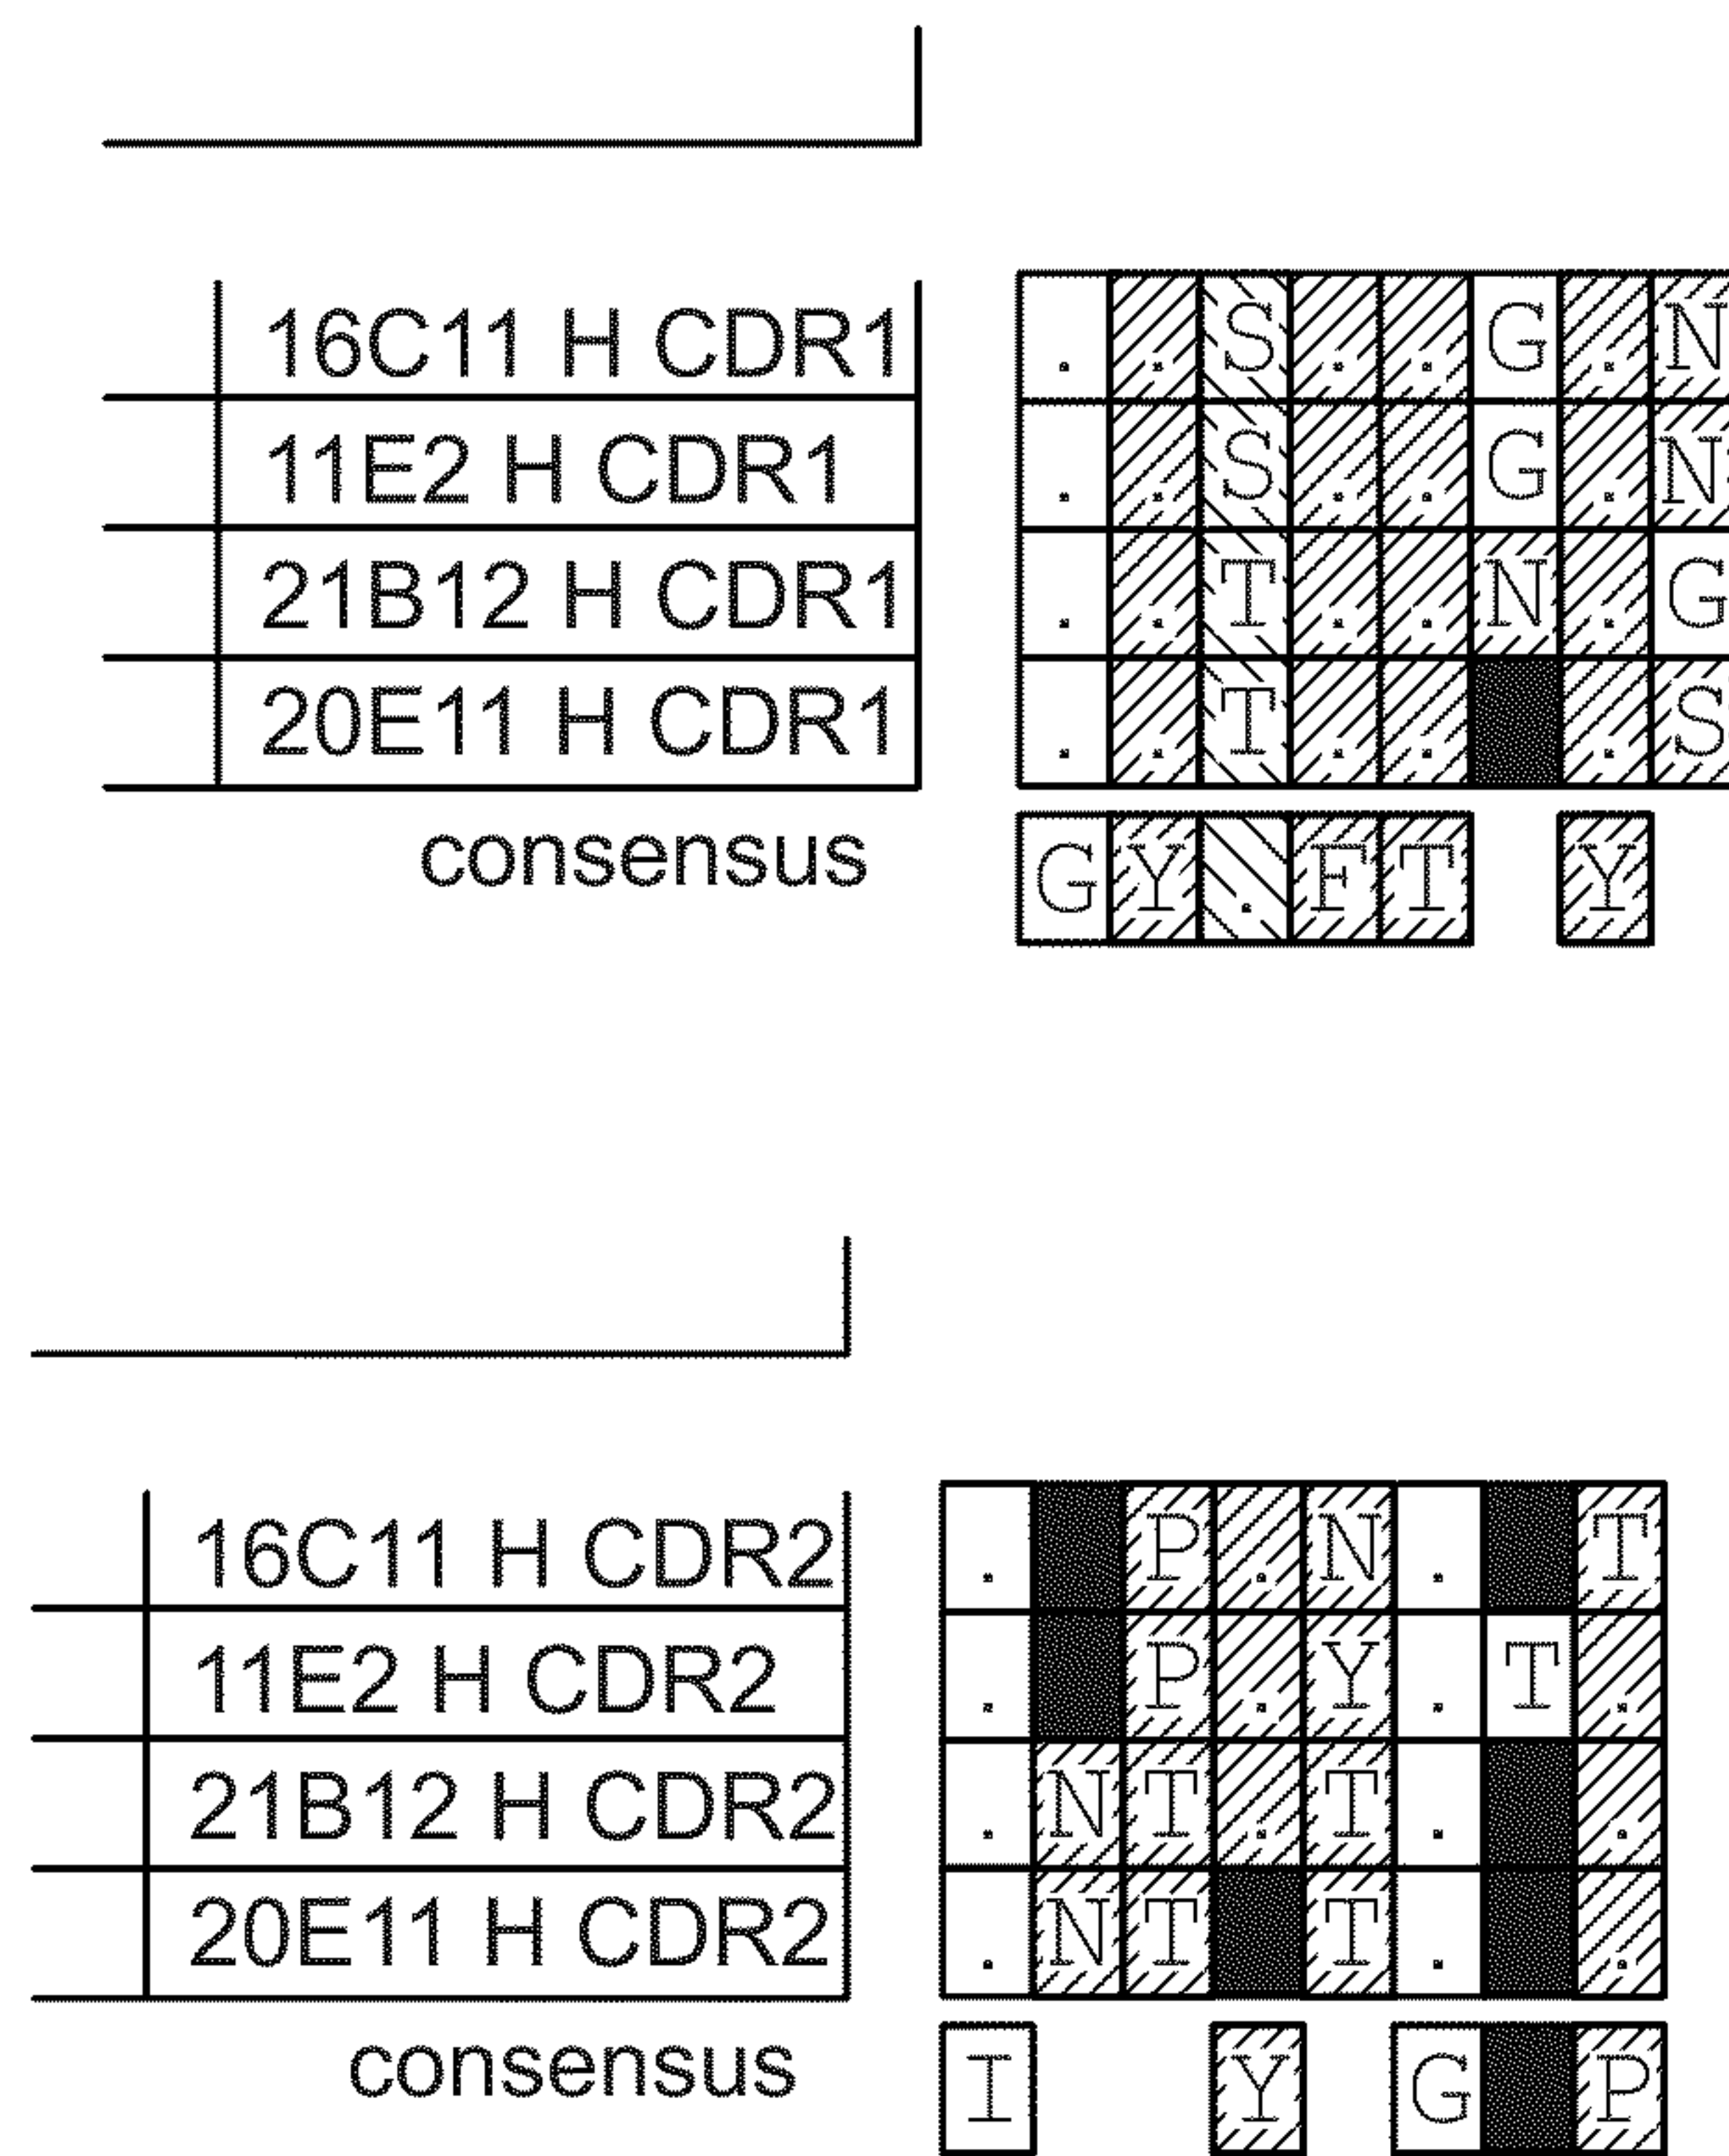 16C11 H CDR1 . . S . . G . N
11E2 H CDR1 . . S . . G . N
21B12 H CDR1 . . T . . N . G
20E11 H CDR1 . . T . . . S
consensus G Y . F T Y
16C11 H CDR2 . P . N . T
11E2 H CDR2 . P . Y . T .
21B12 H CDR2 . N T . T . .
20E11 H CDR2 . N T T . .
consensus I Y G P